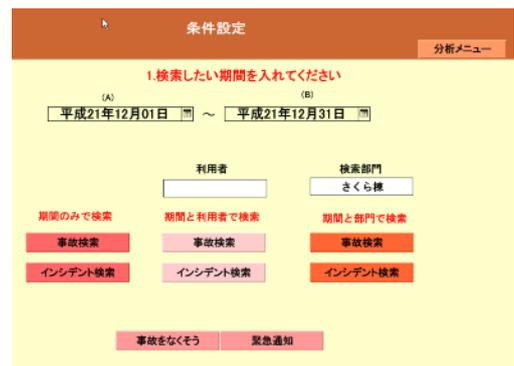 条件設定
分析メニュー
1.検索したい期間を入れてください
(A) (B)
平成21年12月01日 ～ 平成21年12月31日
利用者 検索部門
さくら棟
期間のみで検索 期間と利用者で検索 期間と部門で検索
事故検索 事故検索 事故検索
インシデント検索 インシデント検索 インシデント検索
事故をなくそう 緊急通知